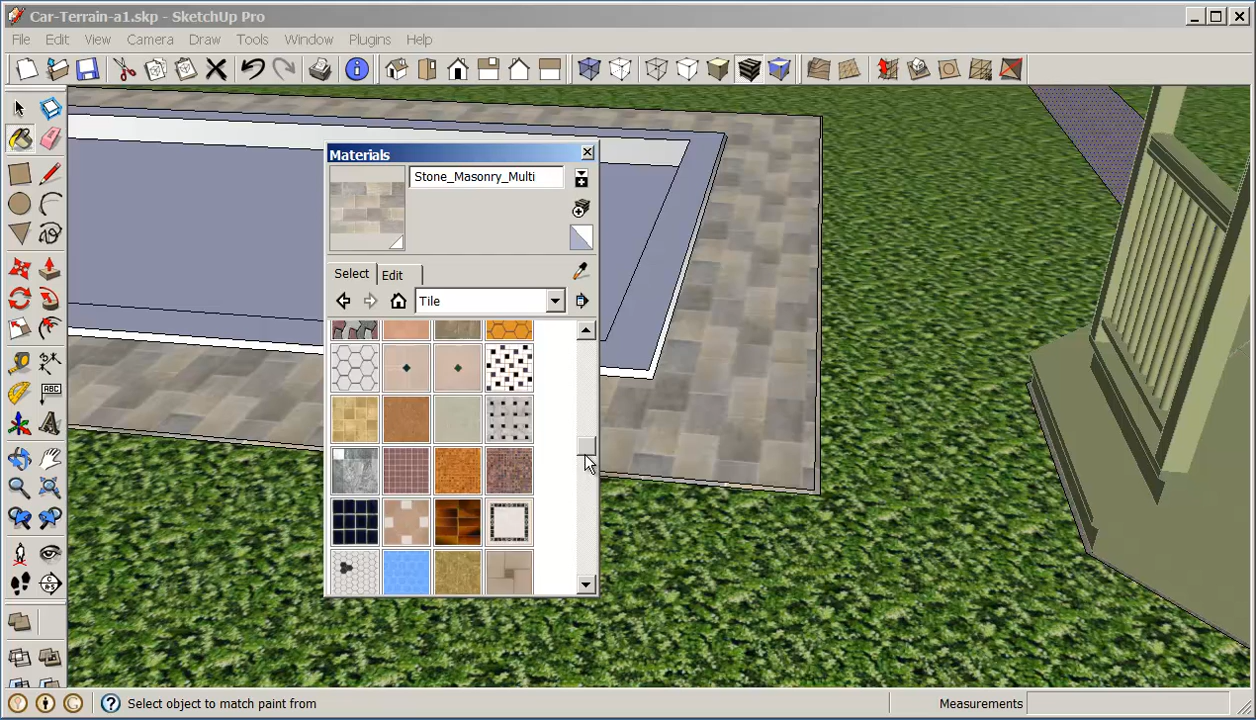 Car-Terrain-a1.skp - SketchUp Pro
File Edit View Camera Draw Tools Window Plugins Help
Materials
Stone_Masonry_Multi
Select Edit
Tile
ABC
Select object to match paint from
Measurements